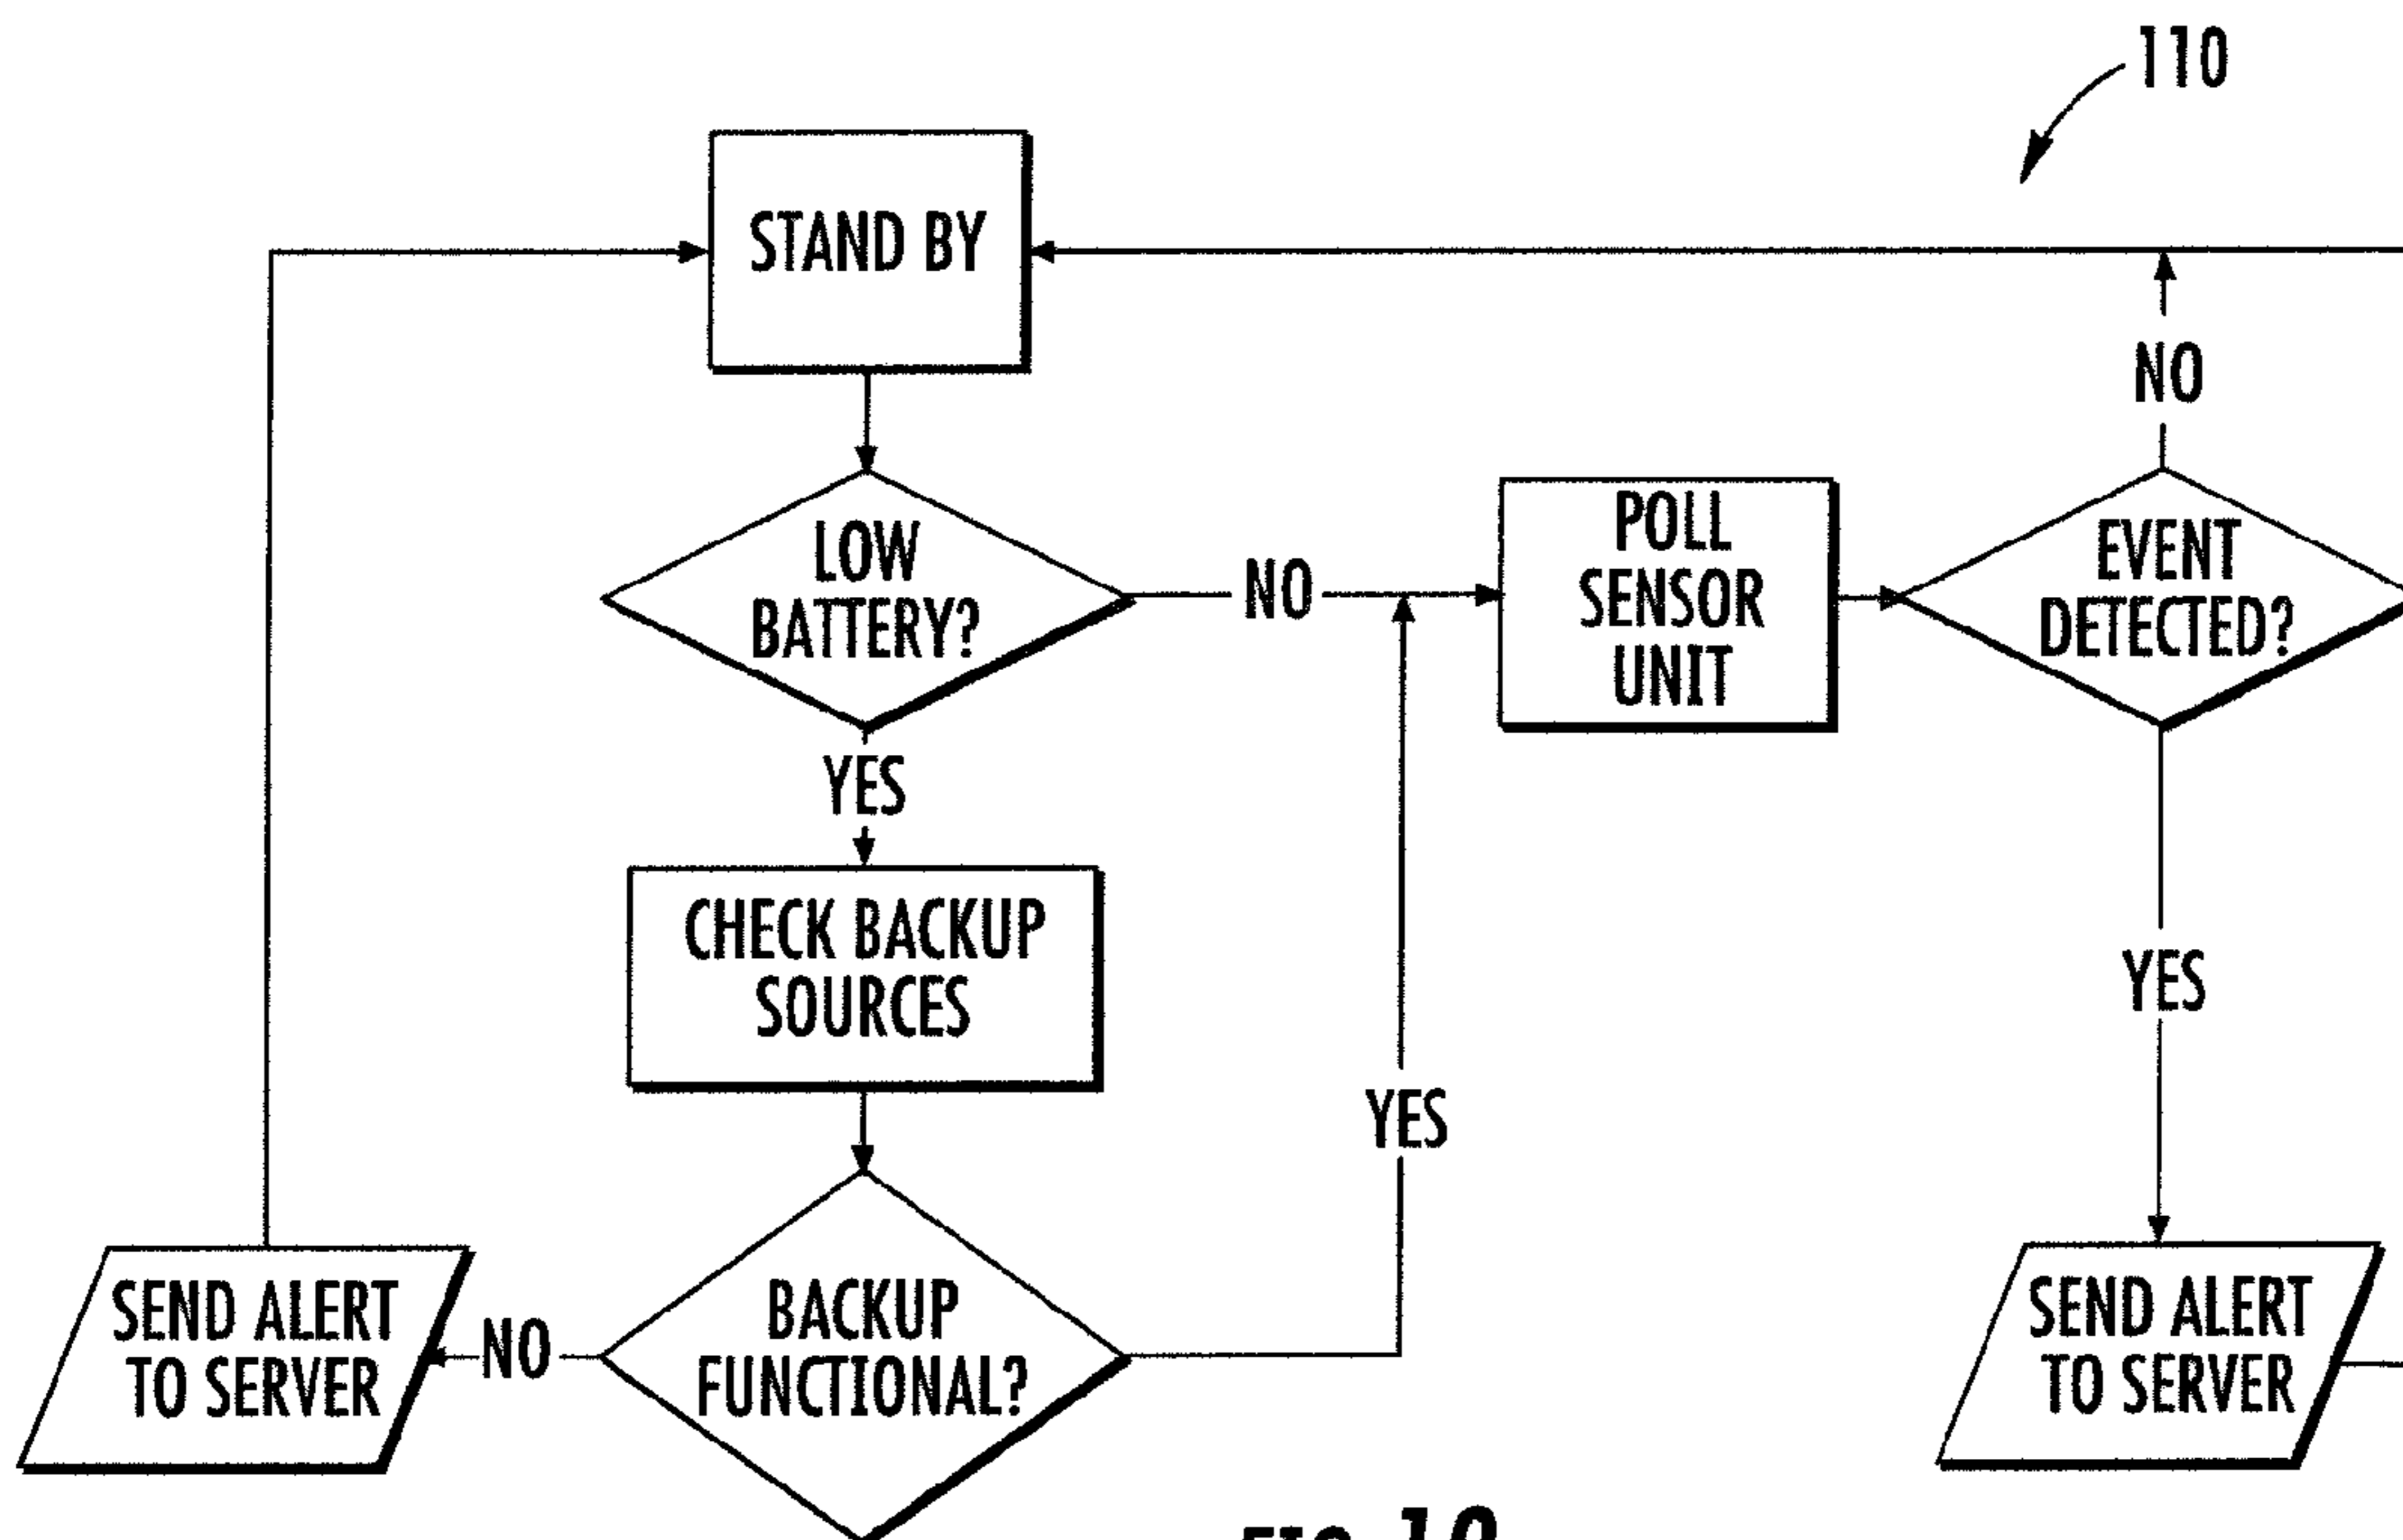 110
STAND BY
NO
LOW
BATTERY?
NO
POLL
SENSOR
UNIT
EVENT
DETECTED?
YES
CHECK BACKUP
SOURCES
YES
YES
SEND ALERT
TO SERVER
NO
BACKUP
FUNCTIONAL?
SEND ALERT
TO SERVER